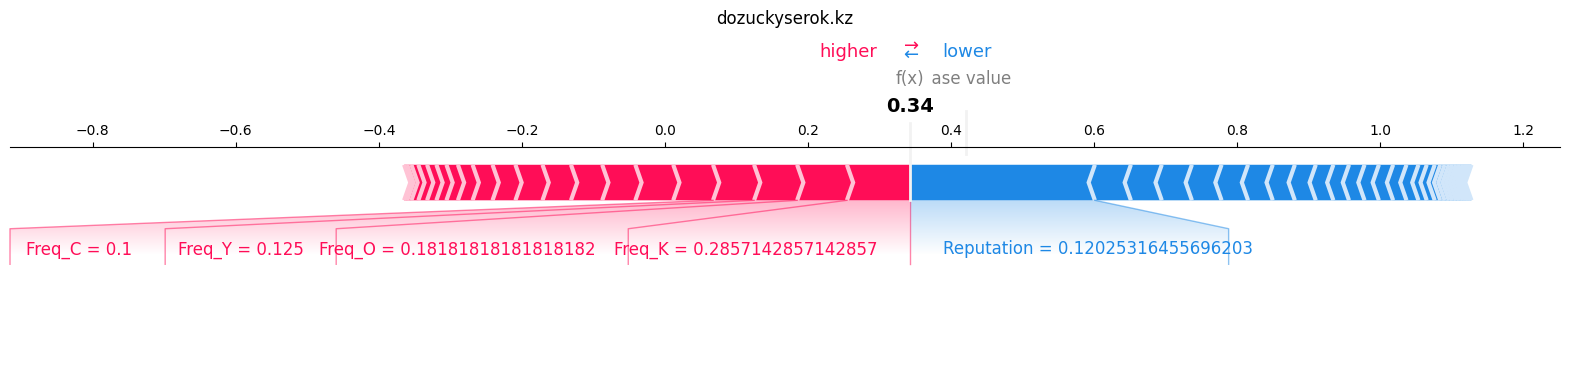 dozuckyserok.kz
higher ⇄ lower
f(x) ase value
0.34
−0.8 −0.6 −0.4 −0.2 0.0 0.2 0.4 0.6 0.8 1.0 1.2
Freq_C = 0.1 Freq_Y = 0.125 Freq_O = 0.18181818181818182 Freq_K = 0.2857142857142857 Reputation = 0.12025316455696203